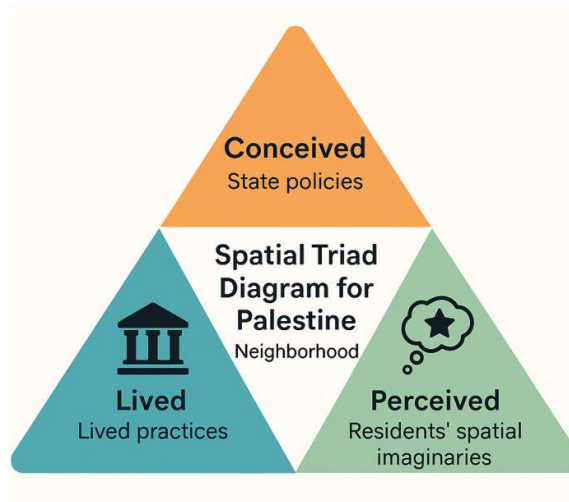 Conceived
State policies
Spatial Triad
Diagram for
Palestine
Neighborhood
Lived
Lived practices
Perceived
Residents' spatial
imaginaries